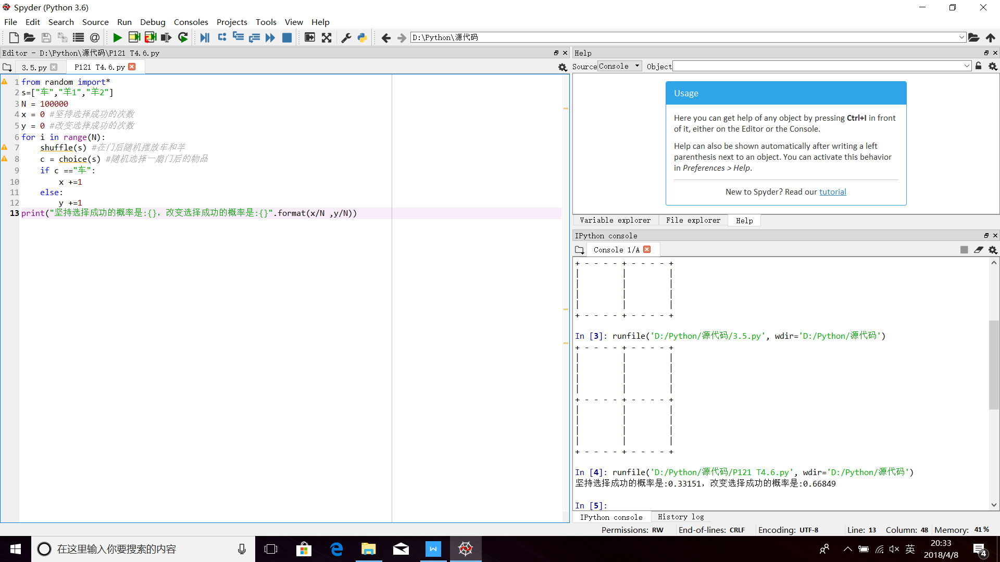 Spyder (Python 3.6)
File Edit Search Source Run Debug Consoles Projects Tools View Help
D:\Python\源代码
Editor - D:\Python\源代码\P121 T4.6.py
3.5.py
P121 T4.6.py
1 from random import*
2 s=["车","羊1","羊2"]
3 N = 100000
4 x = 0 #坚持选择成功的次数
5 y = 0 #改变选择成功的次数
6 for i in range(N):
7     shuffle(s) #在门后随机摆放车和羊
8     c = choice(s) #随机选择一扇门后的物品
9     if c =="车":
10         x +=1
11     else:
12         y +=1
13 print("坚持选择成功的概率是:{}，改变选择成功的概率是:{}".format(x/N ,y/N))
Help
Source Console Object
Usage
Here you can get help of any object by pressing Ctrl+I in front
of it, either on the Editor or the Console.
Help can also be shown automatically after writing a left
parenthesis next to an object. You can activate this behavior
in Preferences > Help.
New to Spyder? Read our tutorial
Variable explorer File explorer Help
IPython console
Console 1/A
+ - - - - + - - - - +
|         |         |
|         |         |
|         |         |
|         |         |
+ - - - - + - - - - +
In [3]: runfile('D:/Python/源代码/3.5.py', wdir='D:/Python/源代码')
+ - - - - + - - - - +
|         |         |
|         |         |
|         |         |
|         |         |
+ - - - - + - - - - +
|         |         |
|         |         |
|         |         |
|         |         |
+ - - - - + - - - - +
In [4]: runfile('D:/Python/源代码/P121 T4.6.py', wdir='D:/Python/源代码')
坚持选择成功的概率是:0.33151，改变选择成功的概率是:0.66849
In [5]:
IPython console History log
Permissions: RW End-of-lines: CRLF Encoding: UTF-8 Line: 13 Column: 48 Memory: 41 %
在这里输入你要搜索的内容
英
20:33
2018/4/8
4